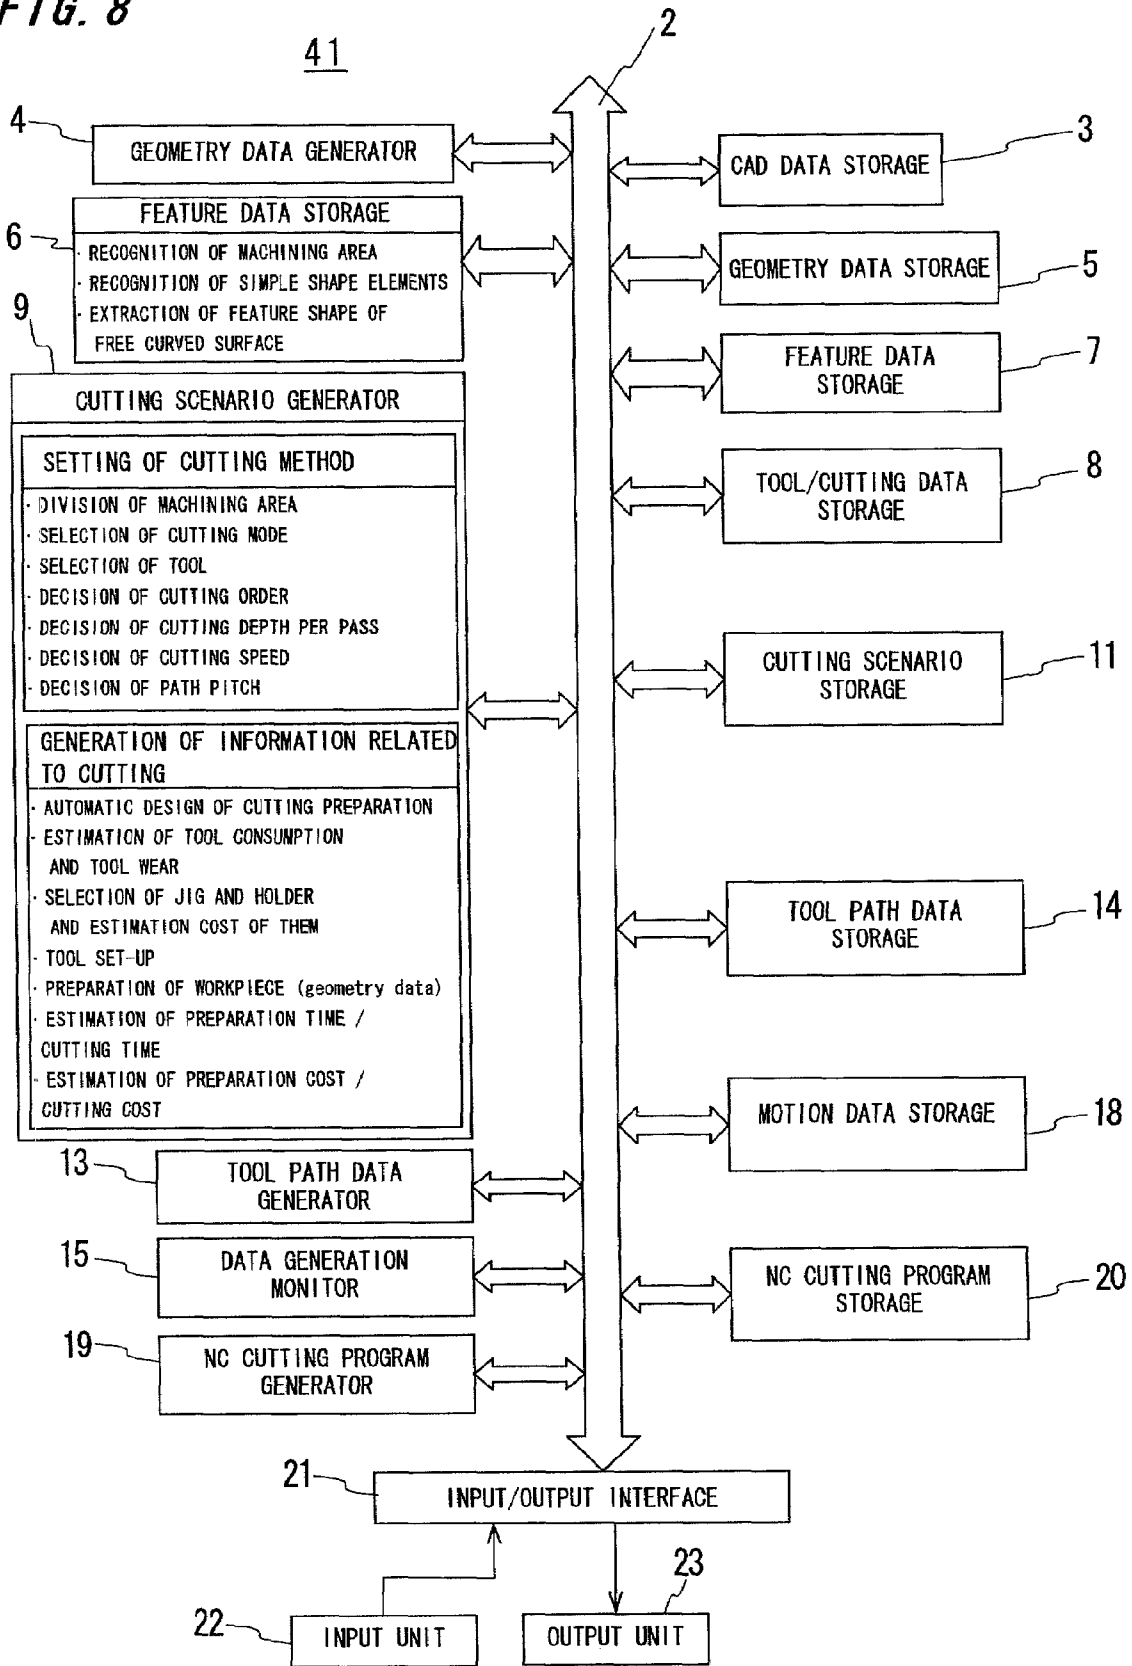 FIG. 8
41
2
4
GEOMETRY DATA GENERATOR
3
CAD DATA STORAGE
6
FEATURE DATA STORAGE
· RECOGNITION OF MACHINING AREA
· RECOGNITION OF SIMPLE SHAPE ELEMENTS
· EXTRACTION OF FEATURE SHAPE OF
FREE CURVED SURFACE
GEOMETRY DATA STORAGE
5
FEATURE DATA
STORAGE
7
9
CUTTING SCENARIO GENERATOR
SETTING OF CUTTING METHOD
· DIVISION OF MACHINING AREA
· SELECTION OF CUTTING MODE
· SELECTION OF TOOL
· DECISION OF CUTTING ORDER
· DECISION OF CUTTING DEPTH PER PASS
· DECISION OF CUTTING SPEED
· DECISION OF PATH PITCH
GENERATION OF INFORMATION RELATED
TO CUTTING
· AUTOMATIC DESIGN OF CUTTING PREPARATION
· ESTIMATION OF TOOL CONSUMPTION
AND TOOL WEAR
· SELECTION OF JIG AND HOLDER
AND ESTIMATION COST OF THEM
· TOOL SET-UP
· PREPARATION OF WORKPIECE (geometry data)
· ESTIMATION OF PREPARATION TIME /
CUTTING TIME
· ESTIMATION OF PREPARATION COST /
CUTTING COST
TOOL/CUTTING DATA
STORAGE
8
CUTTING SCENARIO
STORAGE
11
TOOL PATH DATA
STORAGE
14
MOTION DATA STORAGE
18
13
TOOL PATH DATA
GENERATOR
15
DATA GENERATION
MONITOR
NC CUTTING PROGRAM
STORAGE
20
19
NC CUTTING PROGRAM
GENERATOR
21
INPUT/OUTPUT INTERFACE
22
INPUT UNIT
23
OUTPUT UNIT